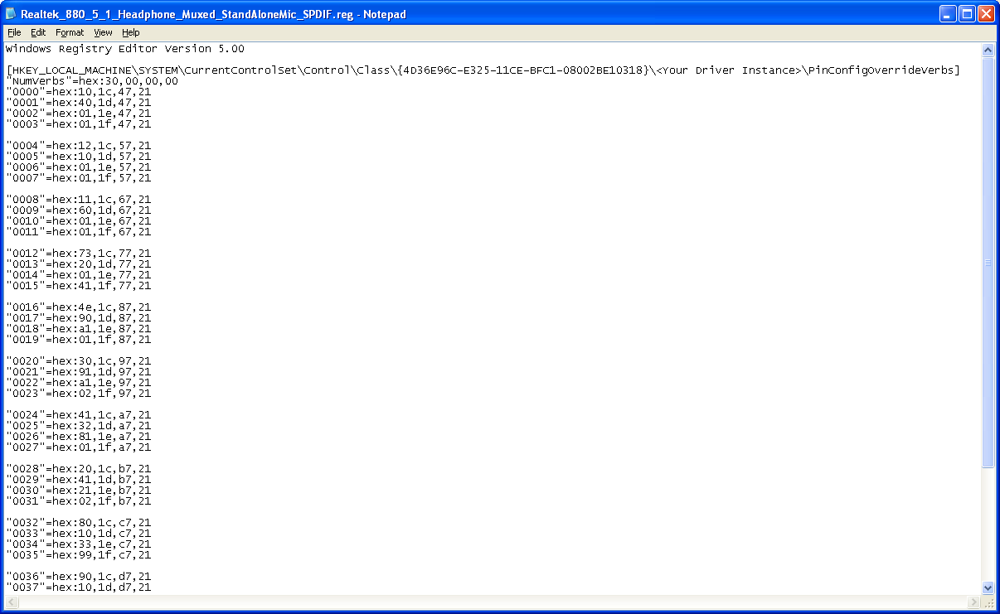 Realtek_880_5_1_Headphone_Muxed_StandAloneMic_SPDIF.reg - Notepad
File Edit Format View Help
Windows Registry Editor Version 5.00
[HKEY_LOCAL_MACHINE\SYSTEM\CurrentControlSet\Control\Class\{4D36E96C-E325-11CE-BFC1-08002BE10318}\<Your Driver Instance>\PinConfigOverrideVerbs]
"NumVerbs"=hex:30,00,00,00
"0000"=hex:10,1c,47,21
"0001"=hex:40,1d,47,21
"0002"=hex:01,1e,47,21
"0003"=hex:01,1f,47,21
"0004"=hex:12,1c,57,21
"0005"=hex:10,1d,57,21
"0006"=hex:01,1e,57,21
"0007"=hex:01,1f,57,21
"0008"=hex:11,1c,67,21
"0009"=hex:60,1d,67,21
"0010"=hex:01,1e,67,21
"0011"=hex:01,1f,67,21
"0012"=hex:73,1c,77,21
"0013"=hex:20,1d,77,21
"0014"=hex:01,1e,77,21
"0015"=hex:41,1f,77,21
"0016"=hex:4e,1c,87,21
"0017"=hex:90,1d,87,21
"0018"=hex:a1,1e,87,21
"0019"=hex:01,1f,87,21
"0020"=hex:30,1c,97,21
"0021"=hex:91,1d,97,21
"0022"=hex:a1,1e,97,21
"0023"=hex:02,1f,97,21
"0024"=hex:41,1c,a7,21
"0025"=hex:32,1d,a7,21
"0026"=hex:81,1e,a7,21
"0027"=hex:01,1f,a7,21
"0028"=hex:20,1c,b7,21
"0029"=hex:41,1d,b7,21
"0030"=hex:21,1e,b7,21
"0031"=hex:02,1f,b7,21
"0032"=hex:80,1c,c7,21
"0033"=hex:10,1d,c7,21
"0034"=hex:33,1e,c7,21
"0035"=hex:99,1f,c7,21
"0036"=hex:90,1c,d7,21
"0037"=hex:10,1d,d7,21